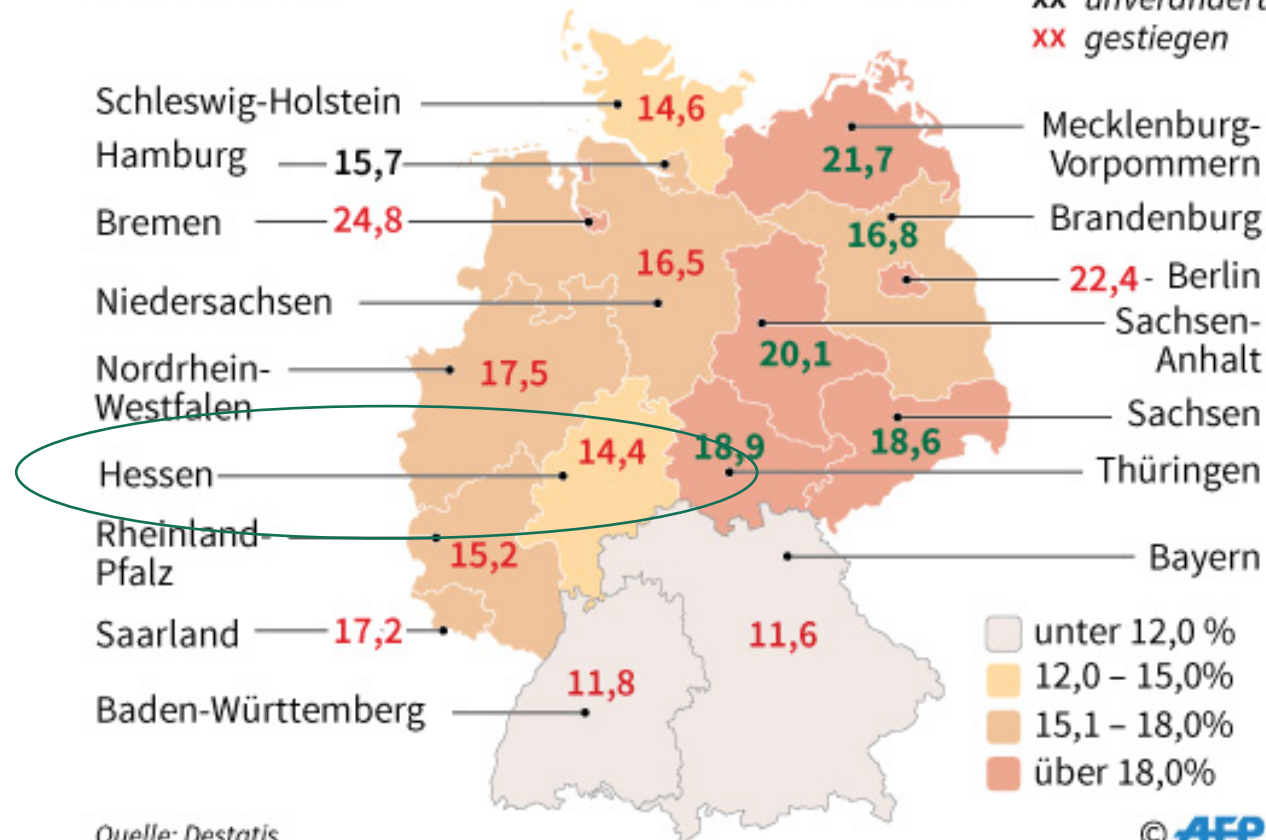 xx unverändert
xx gestiegen
Schleswig-Holstein
14,6
Hamburg
15,7
Mecklenburg-
Vorpommern
21,7
Bremen
24,8
Brandenburg
16,8
16,5
Niedersachsen
22,4 - Berlin
Sachsen-
Anhalt
20,1
Nordrhein-
Westfalen
17,5
Sachsen
18,6
Hessen
14,4
18,9
Thüringen
Rheinland-
Pfalz
15,2
Bayern
11,6
Saarland
17,2
Baden-Württemberg
11,8
unter 12,0 %
12,0 – 15,0%
15,1 – 18,0%
über 18,0%
Quelle: Destatis
© AFP